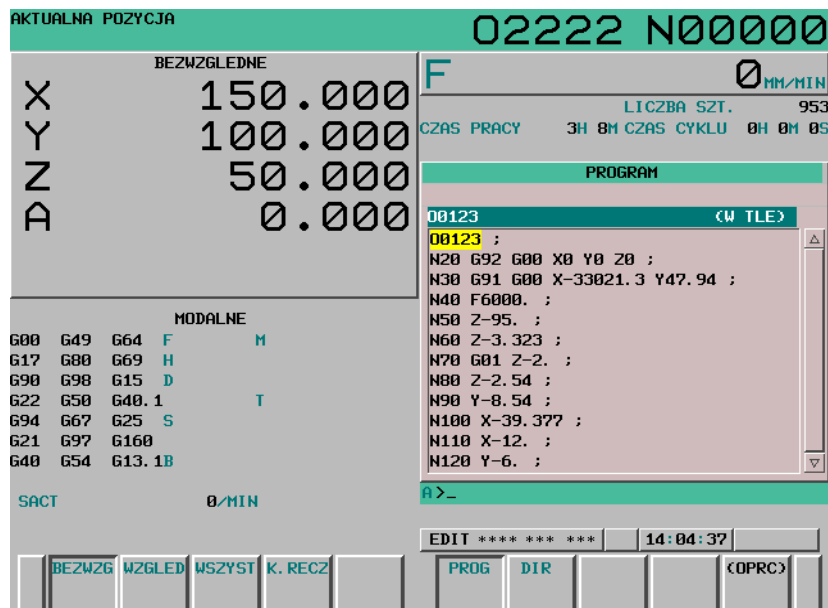 AKTUALNA POZYCJA
O2222 N00000
BEZWZGLEDNE
X 150.000
Y 100.000
Z 50.000
A 0.000
F 0 MM/MIN
LICZBA SZT. 953
CZAS PRACY 3H 8M CZAS CYKLU 0H 0M 0S
PROGRAM
O0123 (W TLE)
O0123 ;
N20 G92 G00 X0 Y0 Z0 ;
N30 G91 G00 X-33021.3 Y47.94 ;
N40 F6000. ;
N50 Z-95. ;
N60 Z-3.323 ;
N70 G01 Z-2. ;
N80 Z-2.54 ;
N90 Y-8.54 ;
N100 X-39.377 ;
N110 X-12. ;
N120 Y-6. ;
MODALNE
G00 G49 G64 F M
G17 G80 G69 H
G90 G98 G15 D
G22 G50 G40.1 T
G94 G67 G25 S
G21 G97 G160
G40 G54 G13.1B
SACT 0/MIN
A>_
EDIT **** *** *** 14:04:37
BEZWZG WZGLED WSZYST K.RECZ
PROG DIR (OPRC)